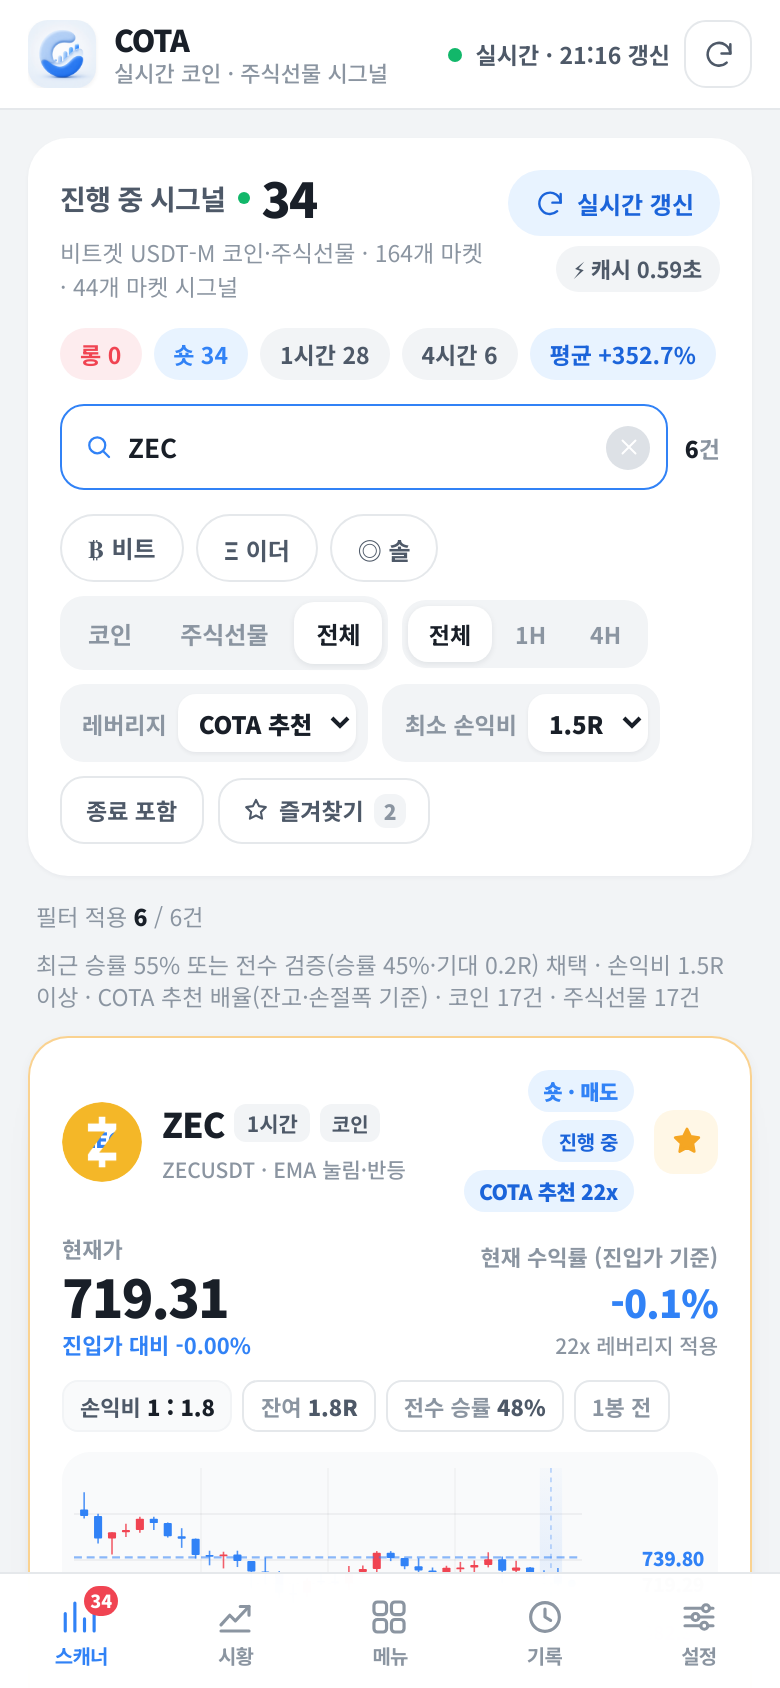 COTA
실시간 코인 · 주식선물 시그널
실시간 · 21:16 갱신
진행 중 시그널 34
실시간 갱신
비트겟 USDT-M 코인·주식선물 · 164개 마켓
· 44개 마켓 시그널
⚡ 캐시 0.59초
롱 0
숏 34
1시간 28
4시간 6
평균 +352.7%
ZEC
6건
₿ 비트
Ξ 이더
◎ 솔
코인
주식선물
전체
전체
1H
4H
레버리지
COTA 추천
최소 손익비
1.5R
종료 포함
즐겨찾기 2
필터 적용 6 / 6건
최근 승률 55% 또는 전수 검증(승률 45%·기대 0.2R) 채택 · 손익비 1.5R
이상 · COTA 추천 배율(잔고·손절폭 기준) · 코인 17건 · 주식선물 17건
숏 · 매도
ZEC 1시간 코인
진행 중
ZECUSDT · EMA 눌림·반등
COTA 추천 22x
현재가
현재 수익률 (진입가 기준)
719.31
-0.1%
진입가 대비 -0.00%
22x 레버리지 적용
손익비 1 : 1.8
잔여 1.8R
전수 승률 48%
1봉 전
739.80
34
스캐너
시황
메뉴
기록
설정